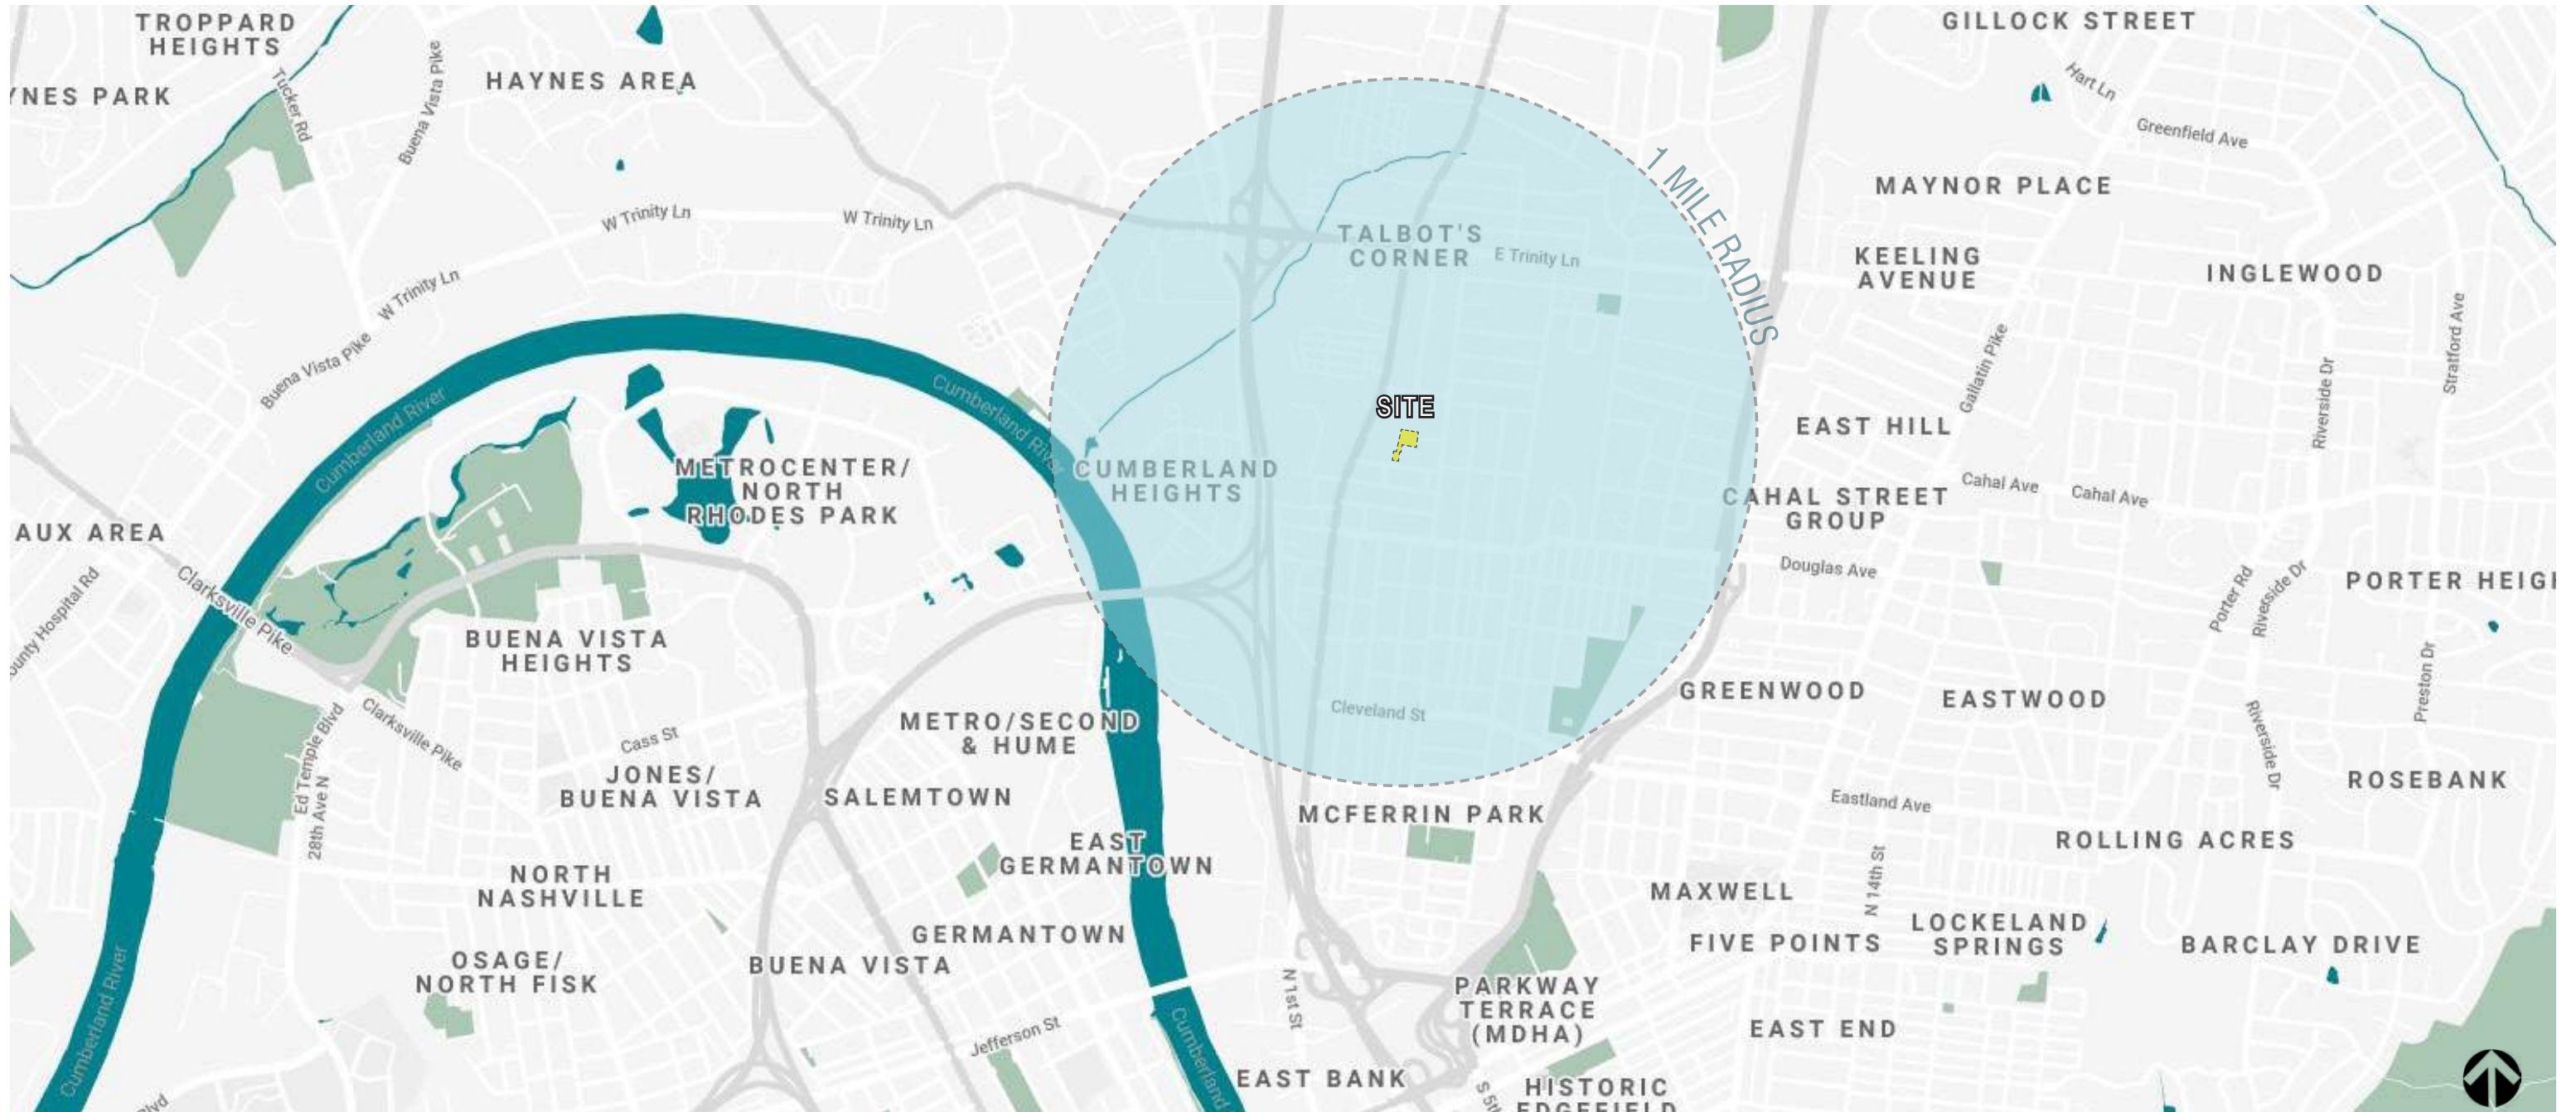 TROPPARD
HEIGHTS
GILLOCK STREET
HAYNES AREA
YNES PARK
Tucker Rd
Buena Vista Pike
Hart Ln
Greenfield Ave
1 MILE RADIUS
MAYNOR PLACE
W Trinity Ln
W Trinity Ln
TALBOT'S
CORNER
E Trinity Ln
KEELING
AVENUE
INGLEWOOD
W Trinity Ln
Buena Vista Pike
Gallatin Pike
Riverside Dr
Stratford Ave
Cumberland River
Cumberland River
SITE
EAST HILL
METROCENTER/
NORTH
RHODES PARK
CUMBERLAND
HEIGHTS
CAHAL STREET
GROUP
Cahal Ave
Cahal Ave
AUX AREA
Clarksville Pike
ounty Hospital Rd
Douglas Ave
Porter Rd
Riverside Dr
PORTER HEIGH
BUENA VISTA
HEIGHTS
Clarksville Pike
GREENWOOD
EASTWOOD
Preston Dr
Riverside Dr
Cleveland St
METRO/SECOND
& HUME
Cass St
Ed Temple Blvd
28th Ave N
JONES/
BUENA VISTA
SALEMTOWN
MCFERRIN PARK
Eastland Ave
ROSEBANK
ROLLING ACRES
EAST
GERMANTOWN
NORTH
NASHVILLE
MAXWELL
N 14th St
GERMANTOWN
FIVE POINTS
LOCKELAND
SPRINGS
BARCLAY DRIVE
OSAGE/
NORTH FISK
BUENA VISTA
Cumberland River
N 1st St
PARKWAY
TERRACE
(MDHA)
EAST END
Jefferson St
Cumberland
EAST BANK
S 5th
HISTORIC
EDGEFIELD
lvd